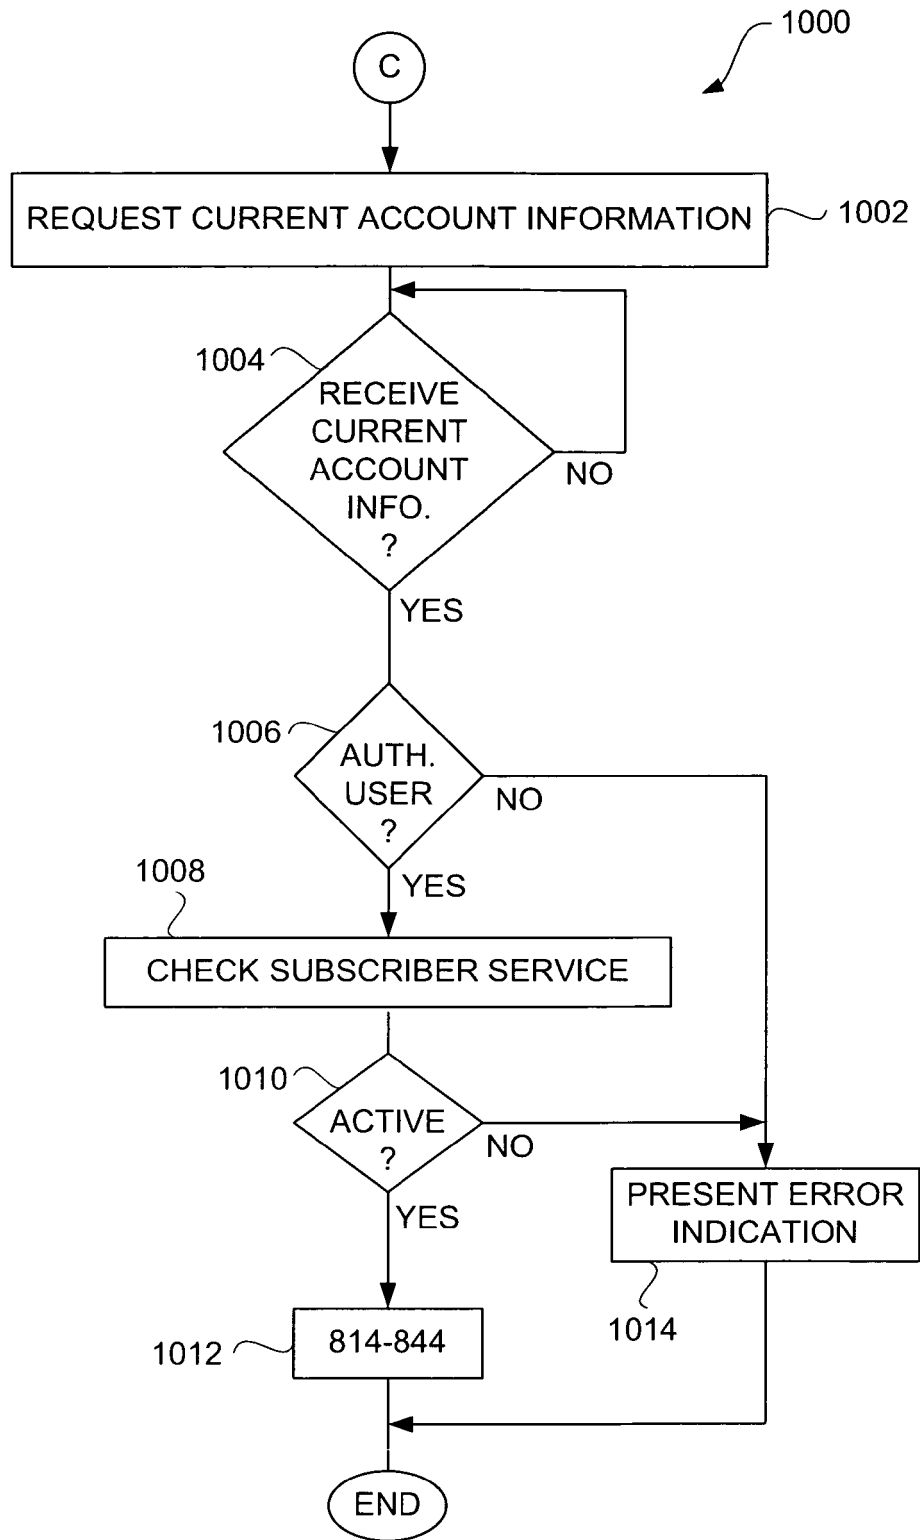 1000
C
REQUEST CURRENT ACCOUNT INFORMATION
1002
1004
RECEIVE
CURRENT
ACCOUNT
INFO.
?
NO
YES
1006
AUTH.
USER
?
NO
YES
1008
CHECK SUBSCRIBER SERVICE
1010
ACTIVE
?
NO
YES
PRESENT ERROR
INDICATION
1014
1012
814-844
END